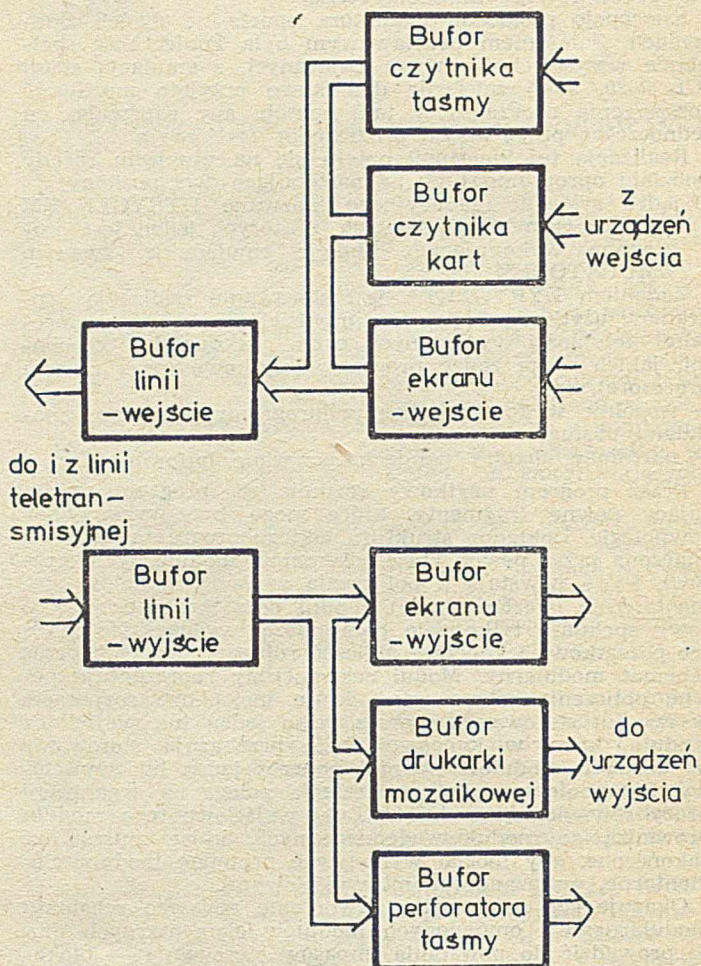 Bufor
czytnika
taśmy
Bufor
czytnika
kart
z
urządzeń
wejścia
Bufor
linii
-wejście
Bufor
ekranu
-wejście
do i z linii
teletran-
smisyjnej
Bufor
linii
-wyjście
Bufor
ekranu
-wyjście
Bufor
drukarki
mozaikowej
do
urządzeń
wyjścia
Bufor
perforatora
taśmy